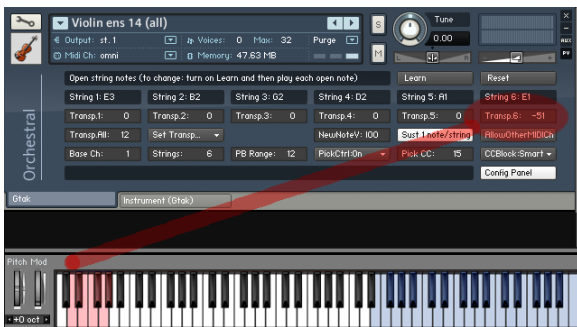 Violin ens 14 (all)
Output: st.1 Voices: 0 Max: 32 Purge
Midi Ch: omni Memory: 47.63 MB
S
M
Tune
0.00
L R
AUX
PV
Open string notes (to change: turn on Learn and then play each open note) Learn Reset
String 1: E3 String 2: B2 String 3: G2 String 4: D2 String 5: A1 String 6: E1
Transp.1: 0 Transp.2: 0 Transp.3: 0 Transp.4: 0 Transp.5: 0 Transp.6: -51
Transp.All: 12 Set Transp... NewNoteV: 100 Sust 1 note/string AllowOtherMIDICh
Base Ch: 1 Strings: 6 PB Range: 12 PickCtrl:On Pick CC: 15 CCBlock:Smart
Config Panel
Orchestral
Gtak Instrument (Gtak)
Pitch Mod
+0 oct